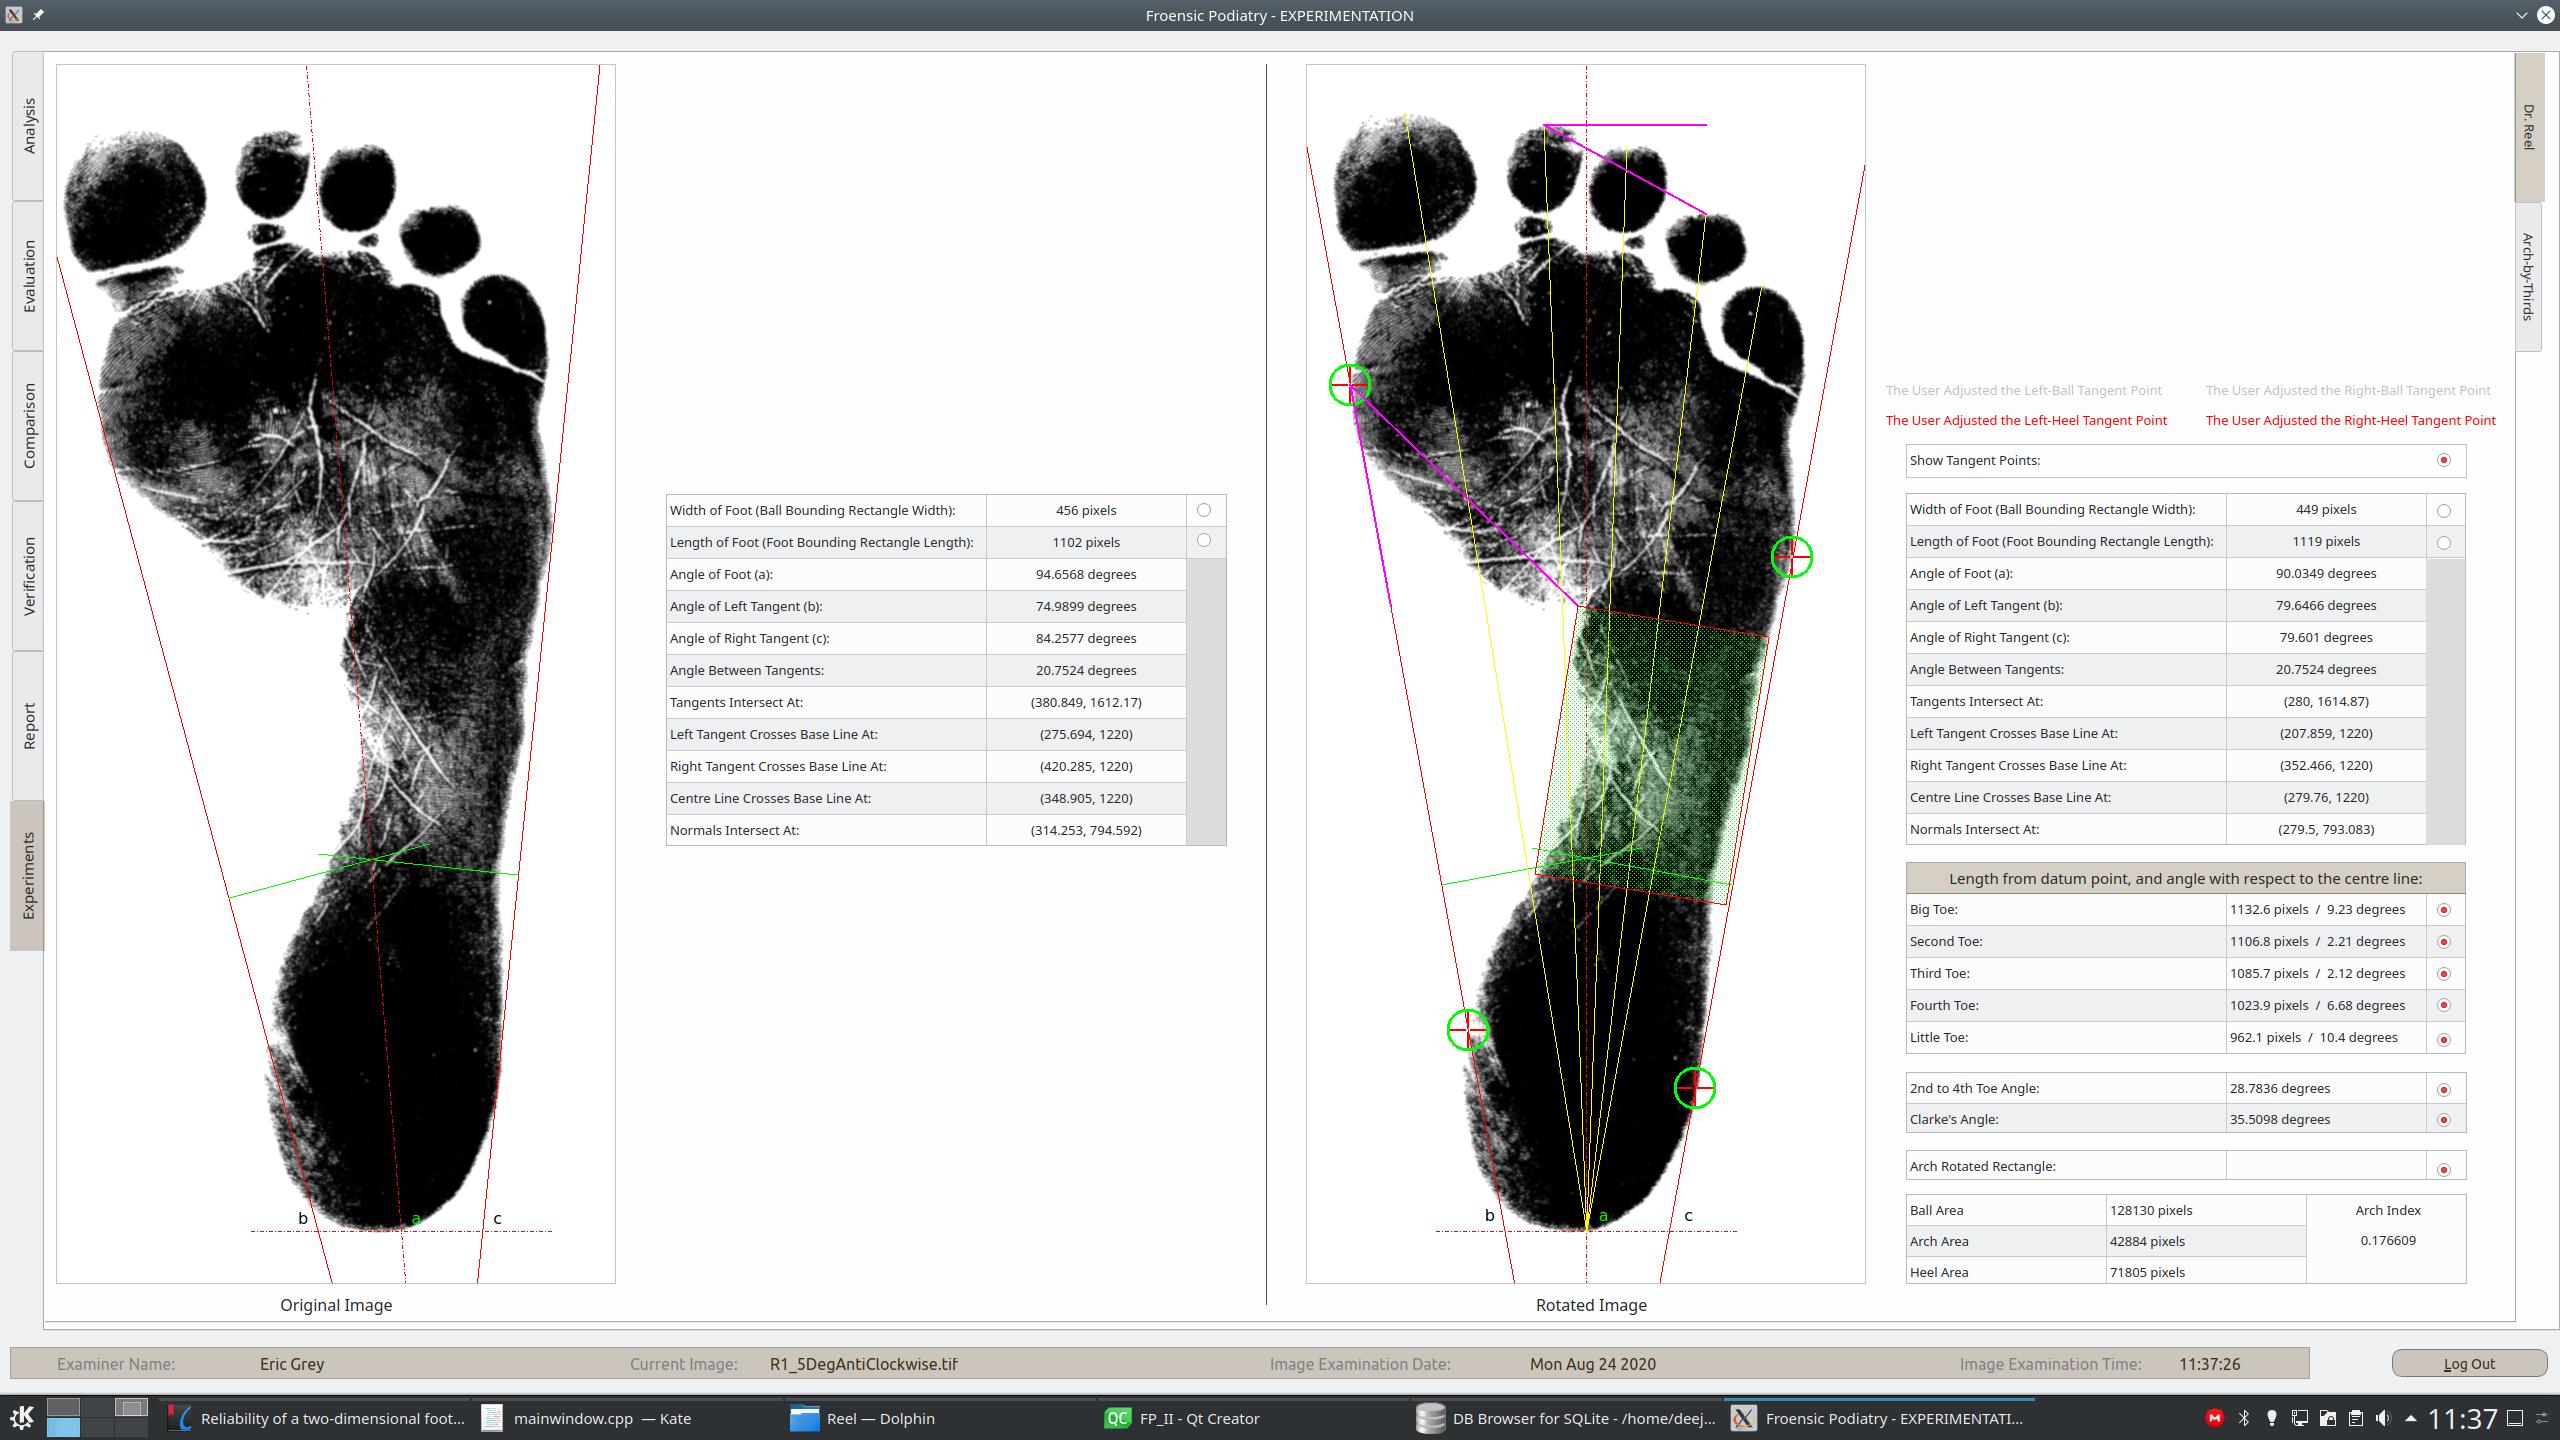 Froensic Podiatry - EXPERIMENTATION
Analysis
Evaluation
Comparison
Verification
Report
Experiments
Dr. Reel
Arch-by-Thirds
b a c
Original Image
Width of Foot (Ball Bounding Rectangle Width): 456 pixels
Length of Foot (Foot Bounding Rectangle Length): 1102 pixels
Angle of Foot (a): 94.6568 degrees
Angle of Left Tangent (b): 74.9899 degrees
Angle of Right Tangent (c): 84.2577 degrees
Angle Between Tangents: 20.7524 degrees
Tangents Intersect At: (380.849, 1612.17)
Left Tangent Crosses Base Line At: (275.694, 1220)
Right Tangent Crosses Base Line At: (420.285, 1220)
Centre Line Crosses Base Line At: (348.905, 1220)
Normals Intersect At: (314.253, 794.592)
b a c
Rotated Image
The User Adjusted the Left-Ball Tangent Point The User Adjusted the Right-Ball Tangent Point
The User Adjusted the Left-Heel Tangent Point The User Adjusted the Right-Heel Tangent Point
Show Tangent Points:
Width of Foot (Ball Bounding Rectangle Width): 449 pixels
Length of Foot (Foot Bounding Rectangle Length): 1119 pixels
Angle of Foot (a): 90.0349 degrees
Angle of Left Tangent (b): 79.6466 degrees
Angle of Right Tangent (c): 79.601 degrees
Angle Between Tangents: 20.7524 degrees
Tangents Intersect At: (280, 1614.87)
Left Tangent Crosses Base Line At: (207.859, 1220)
Right Tangent Crosses Base Line At: (352.466, 1220)
Centre Line Crosses Base Line At: (279.76, 1220)
Normals Intersect At: (279.5, 793.083)
Length from datum point, and angle with respect to the centre line:
Big Toe: 1132.6 pixels / 9.23 degrees
Second Toe: 1106.8 pixels / 2.21 degrees
Third Toe: 1085.7 pixels / 2.12 degrees
Fourth Toe: 1023.9 pixels / 6.68 degrees
Little Toe: 962.1 pixels / 10.4 degrees
2nd to 4th Toe Angle: 28.7836 degrees
Clarke's Angle: 35.5098 degrees
Arch Rotated Rectangle:
Ball Area 128130 pixels Arch Index
Arch Area 42884 pixels 0.176609
Heel Area 71805 pixels
Examiner Name: Eric Grey Current Image: R1_5DegAntiClockwise.tif Image Examination Date: Mon Aug 24 2020 Image Examination Time: 11:37:26 Log Out
Reliability of a two-dimensional foot... mainwindow.cpp — Kate Reel — Dolphin FP_II - Qt Creator DB Browser for SQLite - /home/deej... Froensic Podiatry - EXPERIMENTATI... 11:37